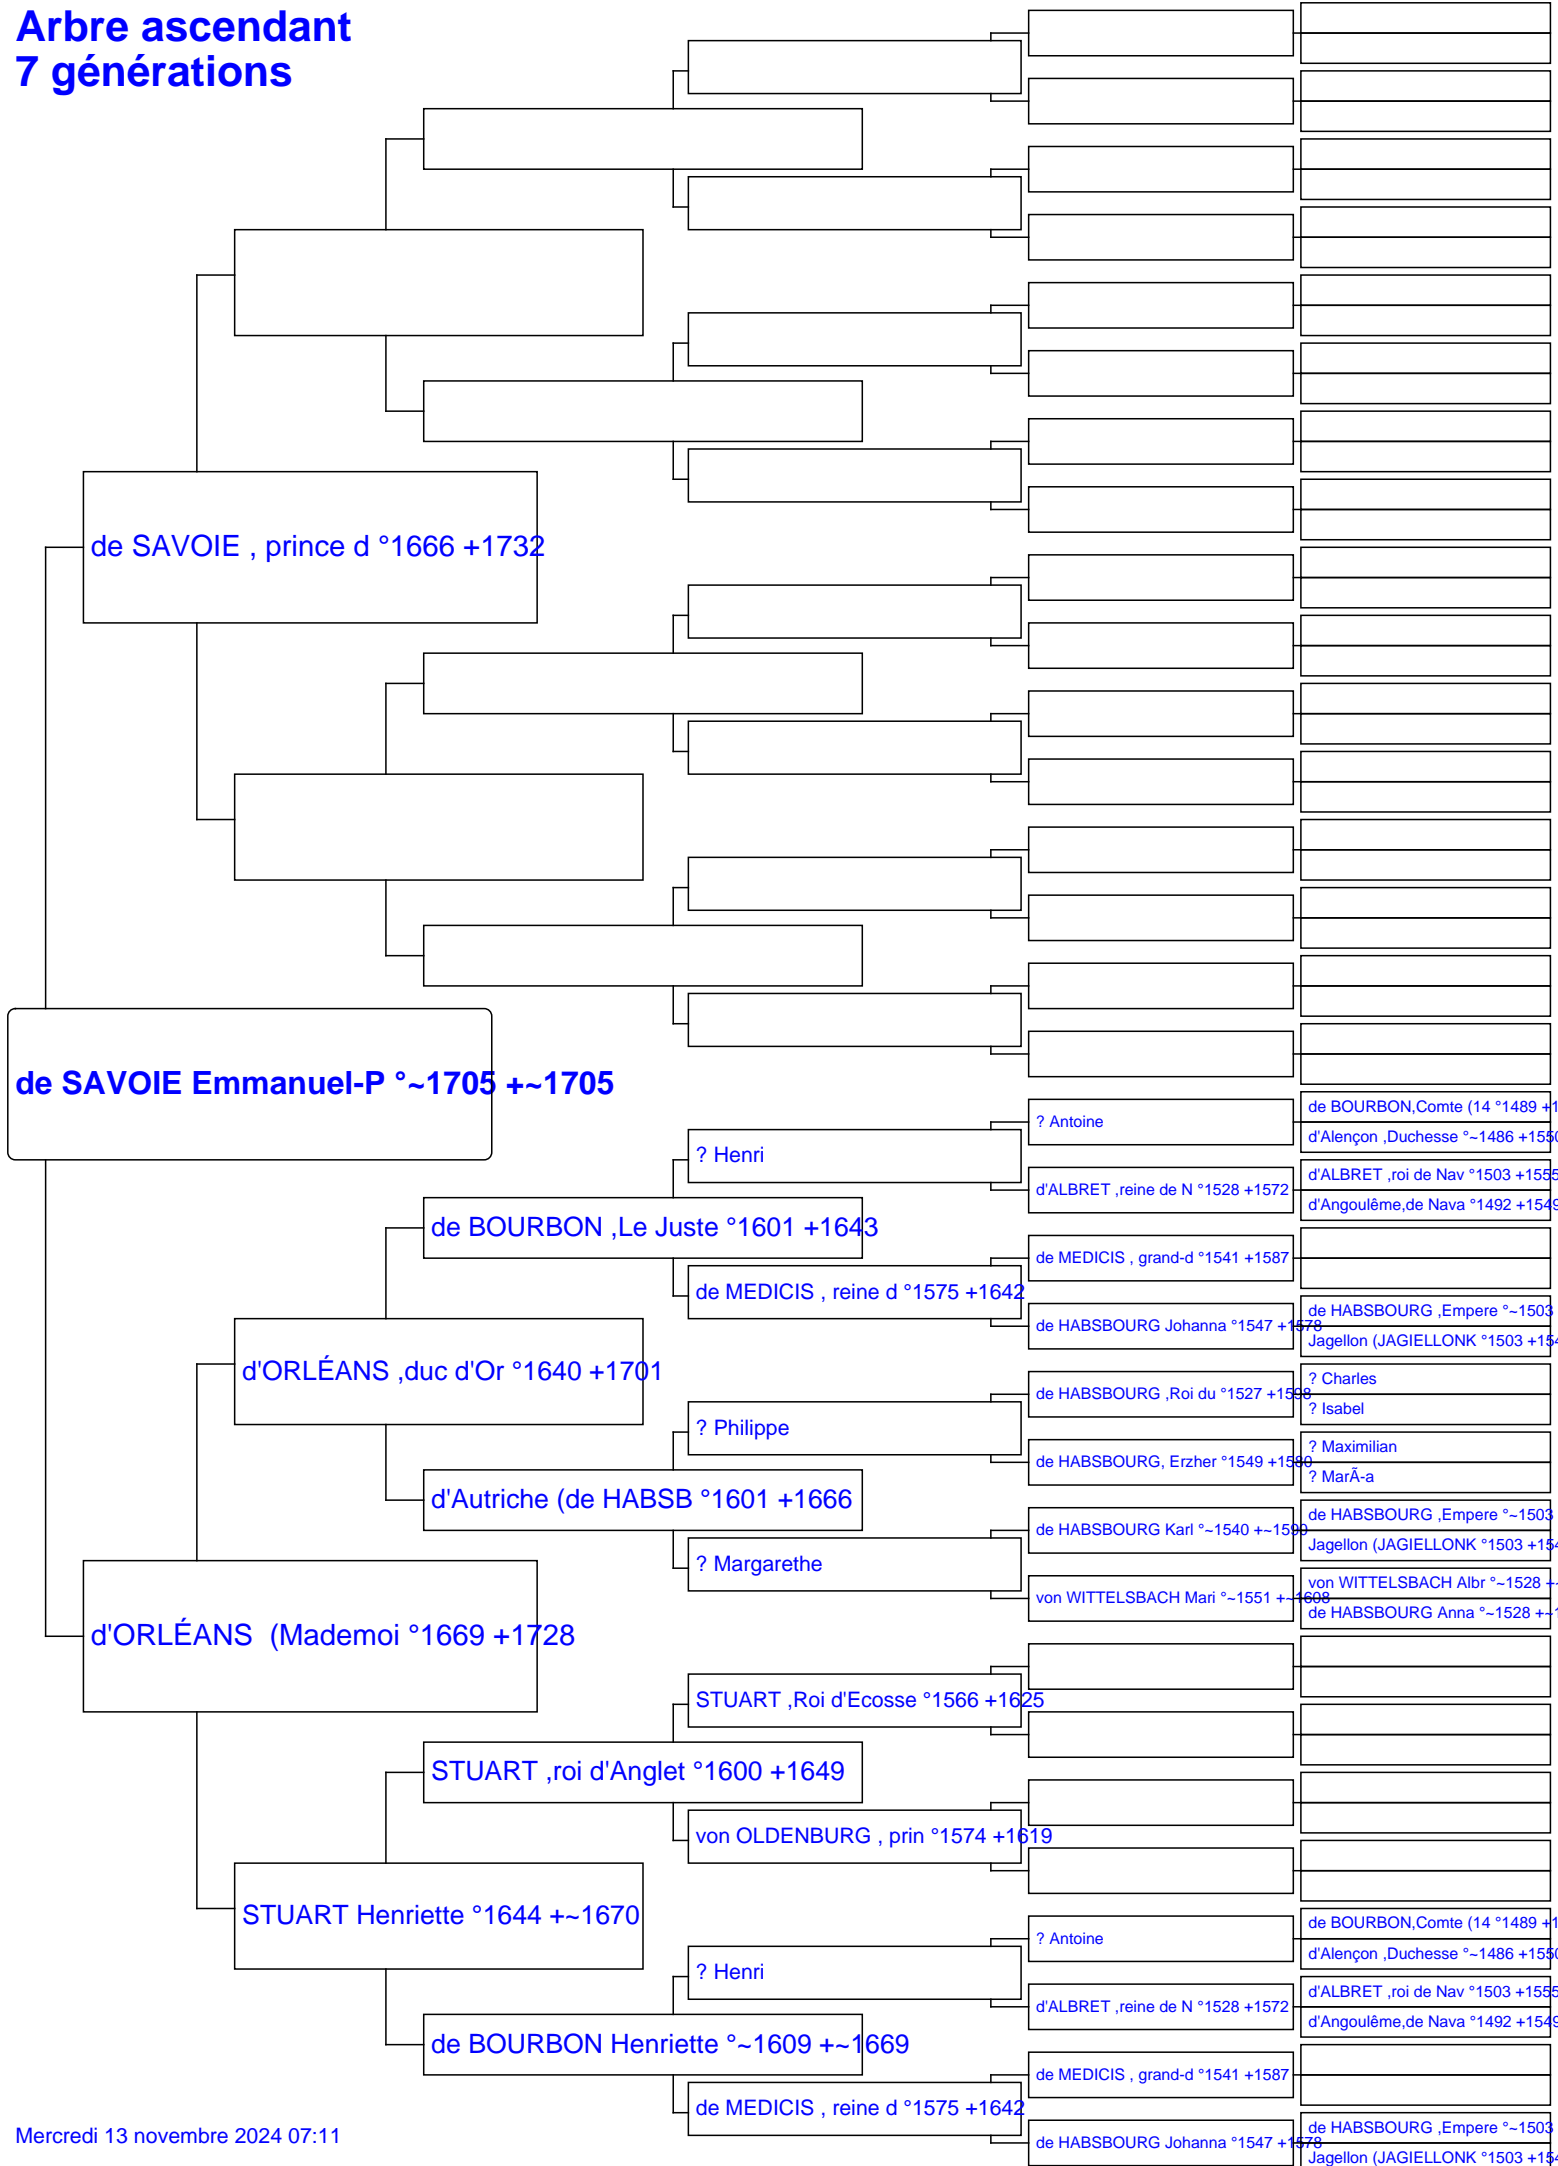 Arbre ascendant
7 générations
de SAVOIE , prince d °1666 +1732
de SAVOIE Emmanuel-P °~1705 +~1705
de BOURBON,Comte (14 °1489 +1
? Antoine
d'Alençon ,Duchesse °~1486 +1550
? Henri
d'ALBRET ,roi de Nav °1503 +1555
d'ALBRET ,reine de N °1528 +1572
d'Angoulême,de Nava °1492 +1549
de BOURBON ,Le Juste °1601 +1643
de MEDICIS , grand-d °1541 +1587
de MEDICIS , reine d °1575 +1642
de HABSBOURG ,Empere °~1503
de HABSBOURG Johanna °1547 +1578
Jagellon (JAGIELLONK °1503 +154
d'ORLÉANS ,duc d'Or °1640 +1701
? Charles
de HABSBOURG ,Roi du °1527 +1598
? Isabel
? Philippe
? Maximilian
de HABSBOURG, Erzher °1549 +1580
? MarÃ-a
d'Autriche (de HABSB °1601 +1666
de HABSBOURG ,Empere °~1503
de HABSBOURG Karl °~1540 +~1590
Jagellon (JAGIELLONK °1503 +154
? Margarethe
von WITTELSBACH Albr °~1528 +~
von WITTELSBACH Mari °~1551 +~1608
de HABSBOURG Anna °~1528 +~1
d'ORLÉANS  (Mademoi °1669 +1728
STUART ,Roi d'Ecosse °1566 +1625
STUART ,roi d'Anglet °1600 +1649
von OLDENBURG , prin °1574 +1619
STUART Henriette °1644 +~1670
de BOURBON,Comte (14 °1489 +1
? Antoine
d'Alençon ,Duchesse °~1486 +1550
? Henri
d'ALBRET ,roi de Nav °1503 +1555
d'ALBRET ,reine de N °1528 +1572
d'Angoulême,de Nava °1492 +1549
de BOURBON Henriette °~1609 +~1669
de MEDICIS , grand-d °1541 +1587
de MEDICIS , reine d °1575 +1642
de HABSBOURG ,Empere °~1503
de HABSBOURG Johanna °1547 +1578
Jagellon (JAGIELLONK °1503 +154
Mercredi 13 novembre 2024 07:11